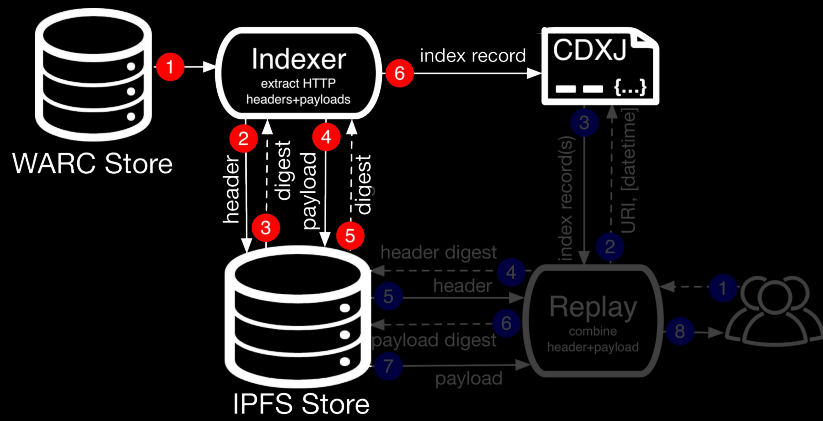 1
Indexer
extract HTTP
headers+payloads
6
index record
CDXJ
{...}
WARC Store
2
header
3
digest
4
payload
5
digest
3
index record(s)
2
URI, [datetime]
IPFS Store
header digest
4
5
header
6
payload digest
7
payload
Replay
combine
header+payload
1
8